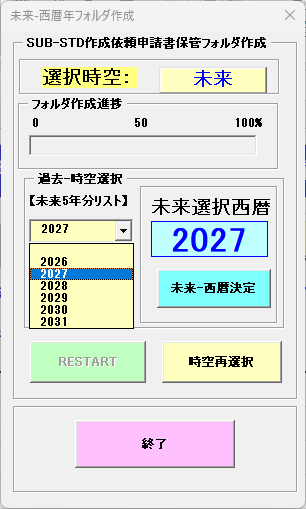 未来-西暦年フォルダ作成
SUB-STD作成依頼申請書保管フォルダ作成
選択時空:
未来
フォルダ作成進捗
0 50 100%
過去-時空選択
【未来5年分リスト】
2027
2026
2027
2028
2029
2030
2031
未来選択西暦
2027
未来-西暦決定
RESTART
時空再選択
終了